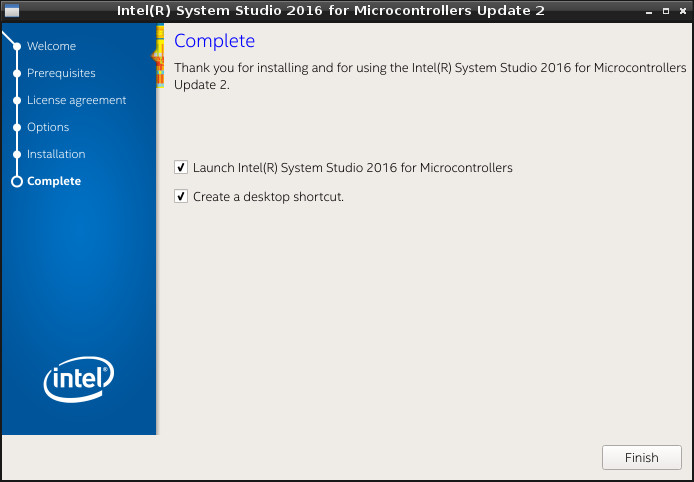 Intel(R) System Studio 2016 for Microcontrollers Update 2
Welcome
Prerequisites
License agreement
Options
Installation
Complete
intel
Complete
Thank you for installing and for using the Intel(R) System Studio 2016 for Microcontrollers
Update 2.
Launch Intel(R) System Studio 2016 for Microcontrollers
Create a desktop shortcut.
Finish